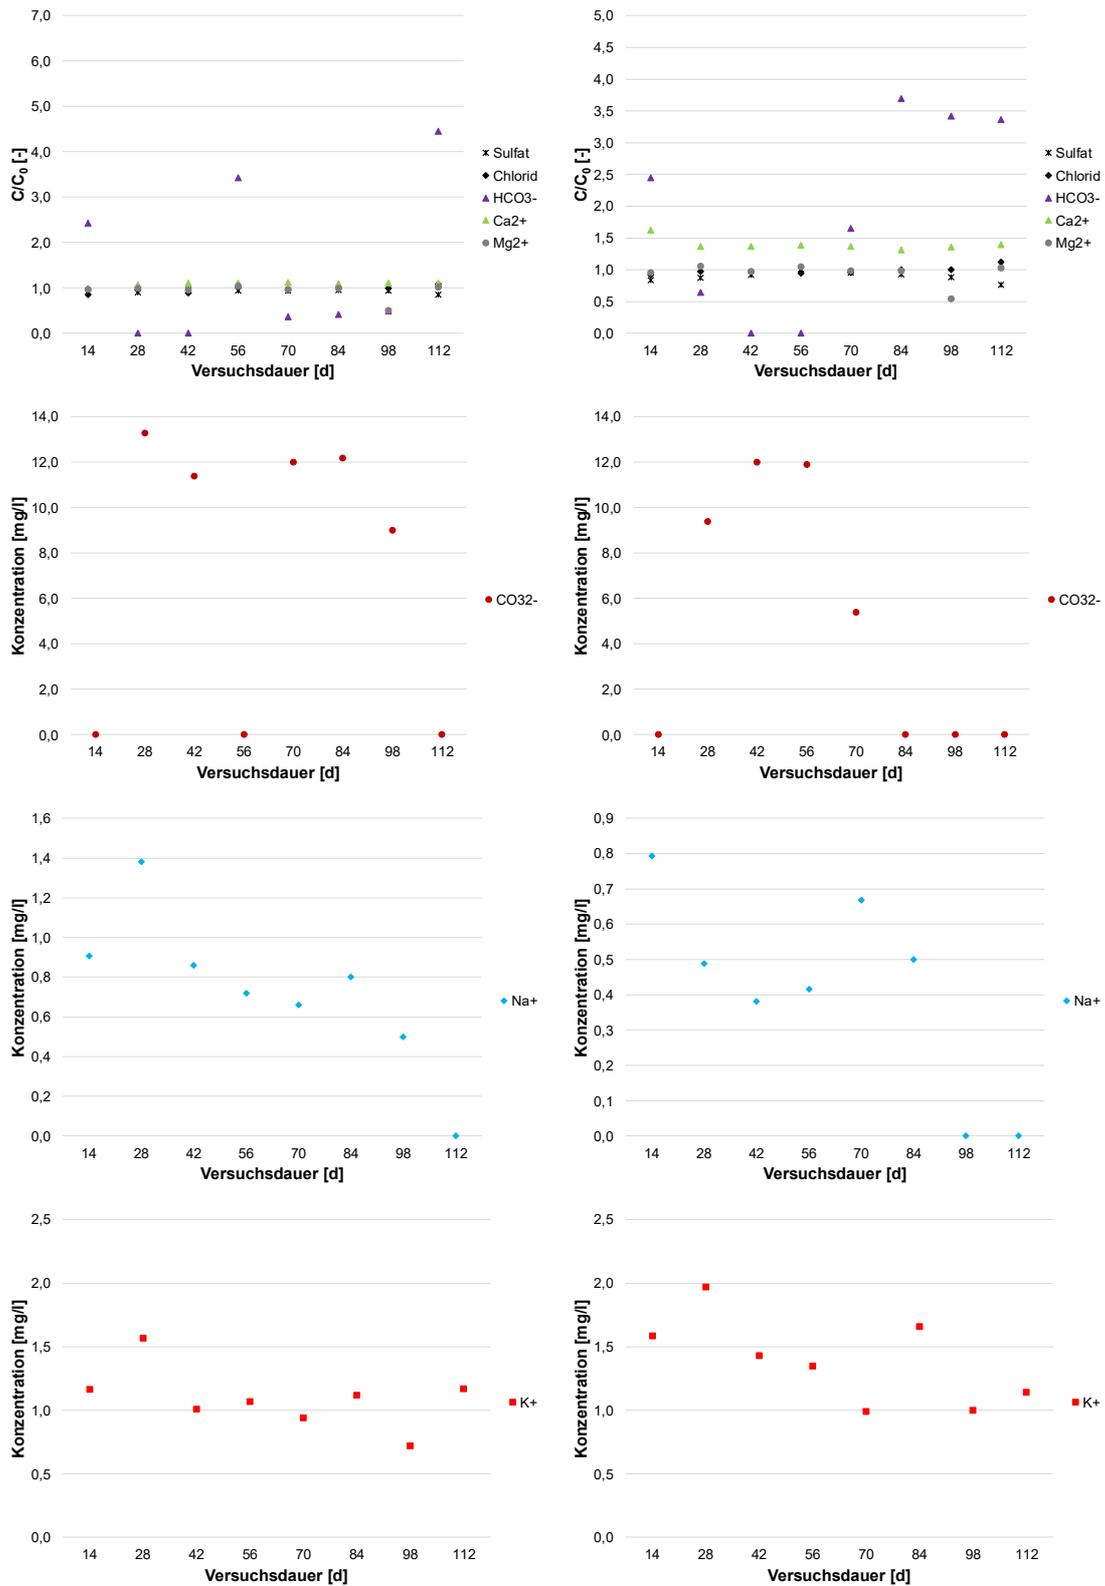 7,0
6,0
5,0
4,0
3,0
2,0
1,0
0,0
C/C0 [-]
14 28 42 56 70 84 98 112
Versuchsdauer [d]
Sulfat
Chlorid
HCO3-
Ca2+
Mg2+
5,0
4,5
4,0
3,5
3,0
2,5
2,0
1,5
1,0
0,5
0,0
C/C0 [-]
14 28 42 56 70 84 98 112
Versuchsdauer [d]
Sulfat
Chlorid
HCO3-
Ca2+
Mg2+
14,0
12,0
10,0
8,0
6,0
4,0
2,0
0,0
Konzentration [mg/l]
14 28 42 56 70 84 98 112
Versuchsdauer [d]
CO32-
14,0
12,0
10,0
8,0
6,0
4,0
2,0
0,0
Konzentration [mg/l]
14 28 42 56 70 84 98 112
Versuchsdauer [d]
CO32-
1,6
1,4
1,2
1,0
0,8
0,6
0,4
0,2
0,0
Konzentration [mg/l]
14 28 42 56 70 84 98 112
Versuchsdauer [d]
Na+
0,9
0,8
0,7
0,6
0,5
0,4
0,3
0,2
0,1
0,0
Konzentration [mg/l]
14 28 42 56 70 84 98 112
Versuchsdauer [d]
Na+
2,5
2,0
1,5
1,0
0,5
0,0
Konzentration [mg/l]
14 28 42 56 70 84 98 112
Versuchsdauer [d]
K+
2,5
2,0
1,5
1,0
0,5
0,0
Konzentration [mg/l]
14 28 42 56 70 84 98 112
Versuchsdauer [d]
K+